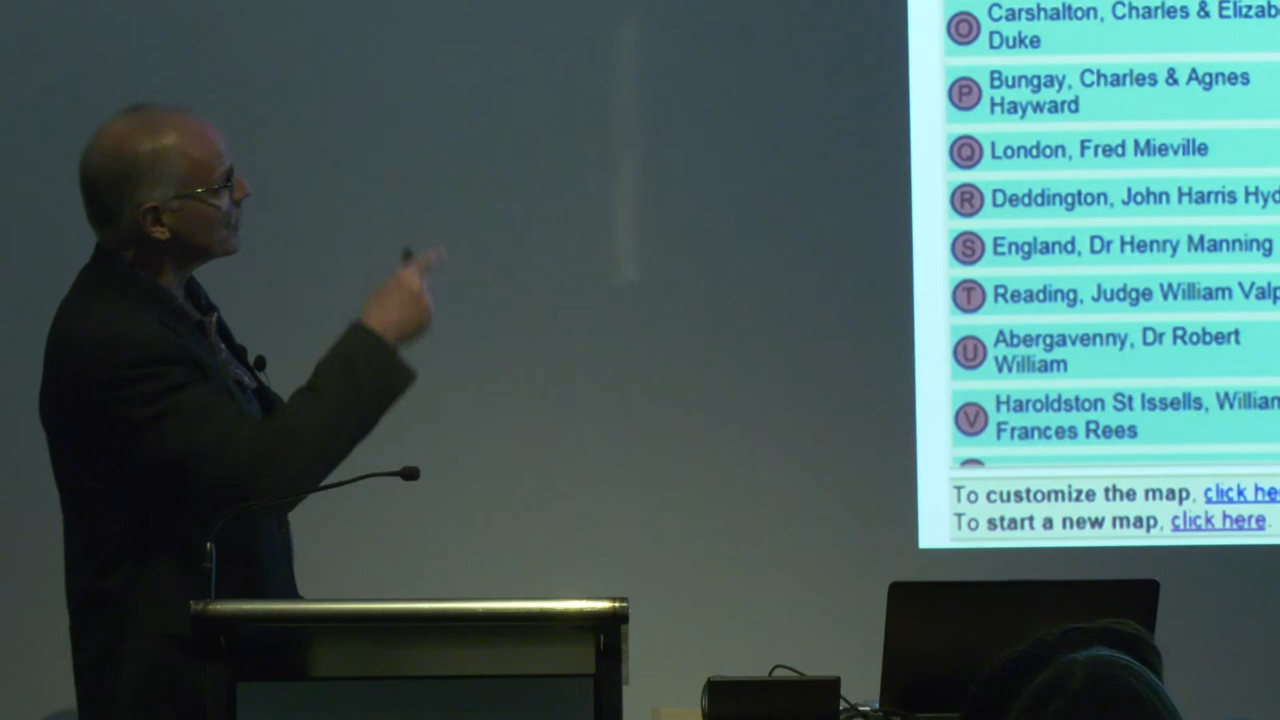 O Carshalton, Charles & Elizab
Duke
P Bungay, Charles & Agnes
Hayward
Q London, Fred Mieville
R Deddington, John Harris Hyd
S England, Dr Henry Manning
T Reading, Judge William Valp
U Abergavenny, Dr Robert
William
V Haroldston St Issells, William
Frances Rees
To customize the map, click he
To start a new map, click here.